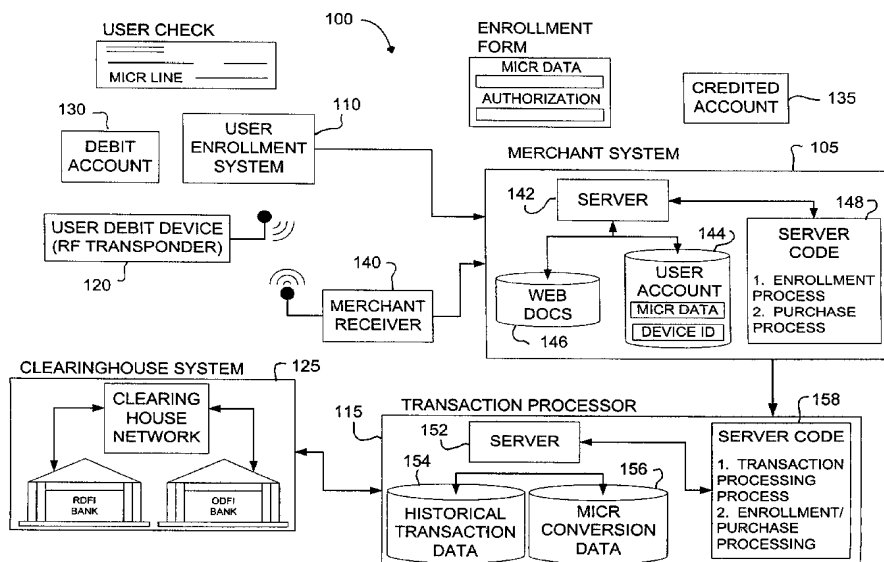 USER CHECK
MICR LINE
100
ENROLLMENT
FORM
MICR DATA
AUTHORIZATION
CREDITED
ACCOUNT
135
130
DEBIT
ACCOUNT
USER
ENROLLMENT
SYSTEM
110
MERCHANT SYSTEM
105
142
SERVER
148
SERVER
CODE
1. ENROLLMENT
PROCESS
2. PURCHASE
PROCESS
144
USER
ACCOUNT
MICR DATA
DEVICE ID
WEB
DOCS
146
USER DEBIT DEVICE
(RF TRANSPONDER)
120
140
MERCHANT
RECEIVER
CLEARINGHOUSE SYSTEM
125
CLEARING
HOUSE
NETWORK
RDFI
BANK
ODFI
BANK
TRANSACTION PROCESSOR
115
152
SERVER
158
SERVER CODE
1. TRANSACTION
PROCESSING
PROCESS
2. ENROLLMENT/
PURCHASE
PROCESSING
154
HISTORICAL
TRANSACTION
DATA
156
MICR
CONVERSION
DATA